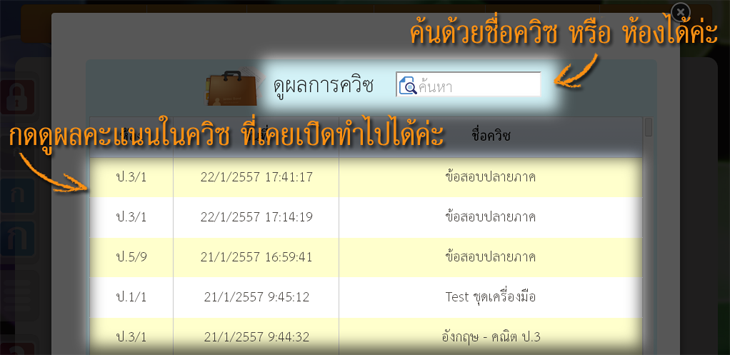 ค้นด้วยชื่อควิซ หรือ ห้องได้ค่ะ
ดูผลการควิซ ค้นหา
กดดูผลคะแนนในควิซ ที่เคยเปิดทำไปได้ค่ะ
ชื่อควิซ
ป.3/1 22/1/2557 17:41:17 ข้อสอบปลายภาค
ป.3/1 22/1/2557 17:14:19 ข้อสอบปลายภาค
ป.5/9 21/1/2557 16:59:41 ข้อสอบปลายภาค
ป.1/1 21/1/2557 9:45:12 Test ชุดเครื่องมือ
ป.3/1 21/1/2557 9:44:32 อังกฤษ - คณิต ป.3